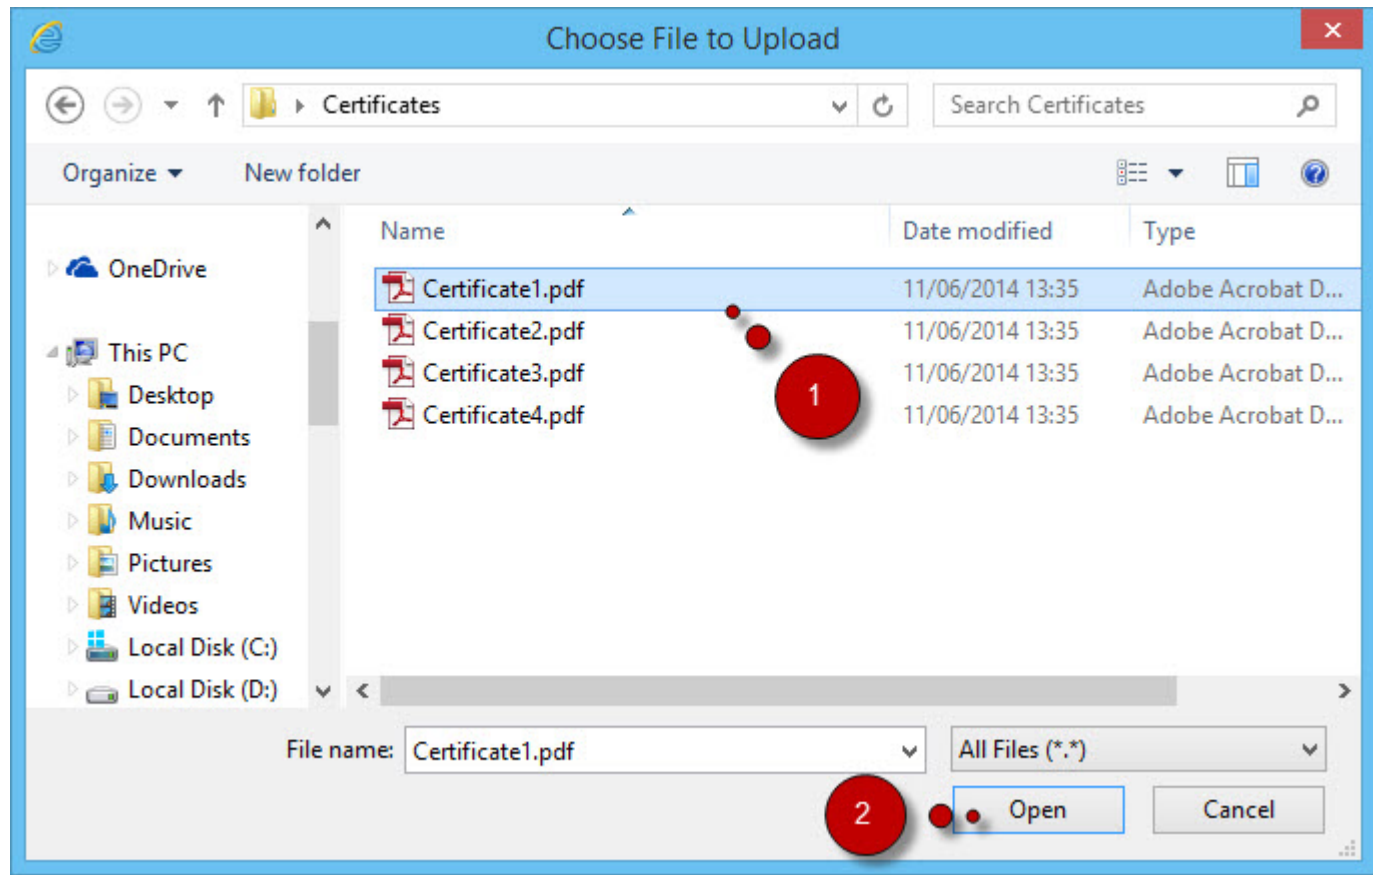 Choose File to Upload
Certificates
Search Certificates
Organize
New folder
Name
Date modified
Type
OneDrive
This PC
Desktop
Documents
Downloads
Music
Pictures
Videos
Local Disk (C:)
Local Disk (D:)
Certificate1.pdf 11/06/2014 13:35 Adobe Acrobat D...
Certificate2.pdf 11/06/2014 13:35 Adobe Acrobat D...
Certificate3.pdf 11/06/2014 13:35 Adobe Acrobat D...
Certificate4.pdf 11/06/2014 13:35 Adobe Acrobat D...
1
File name: Certificate1.pdf
All Files (*.*)
2
Open
Cancel